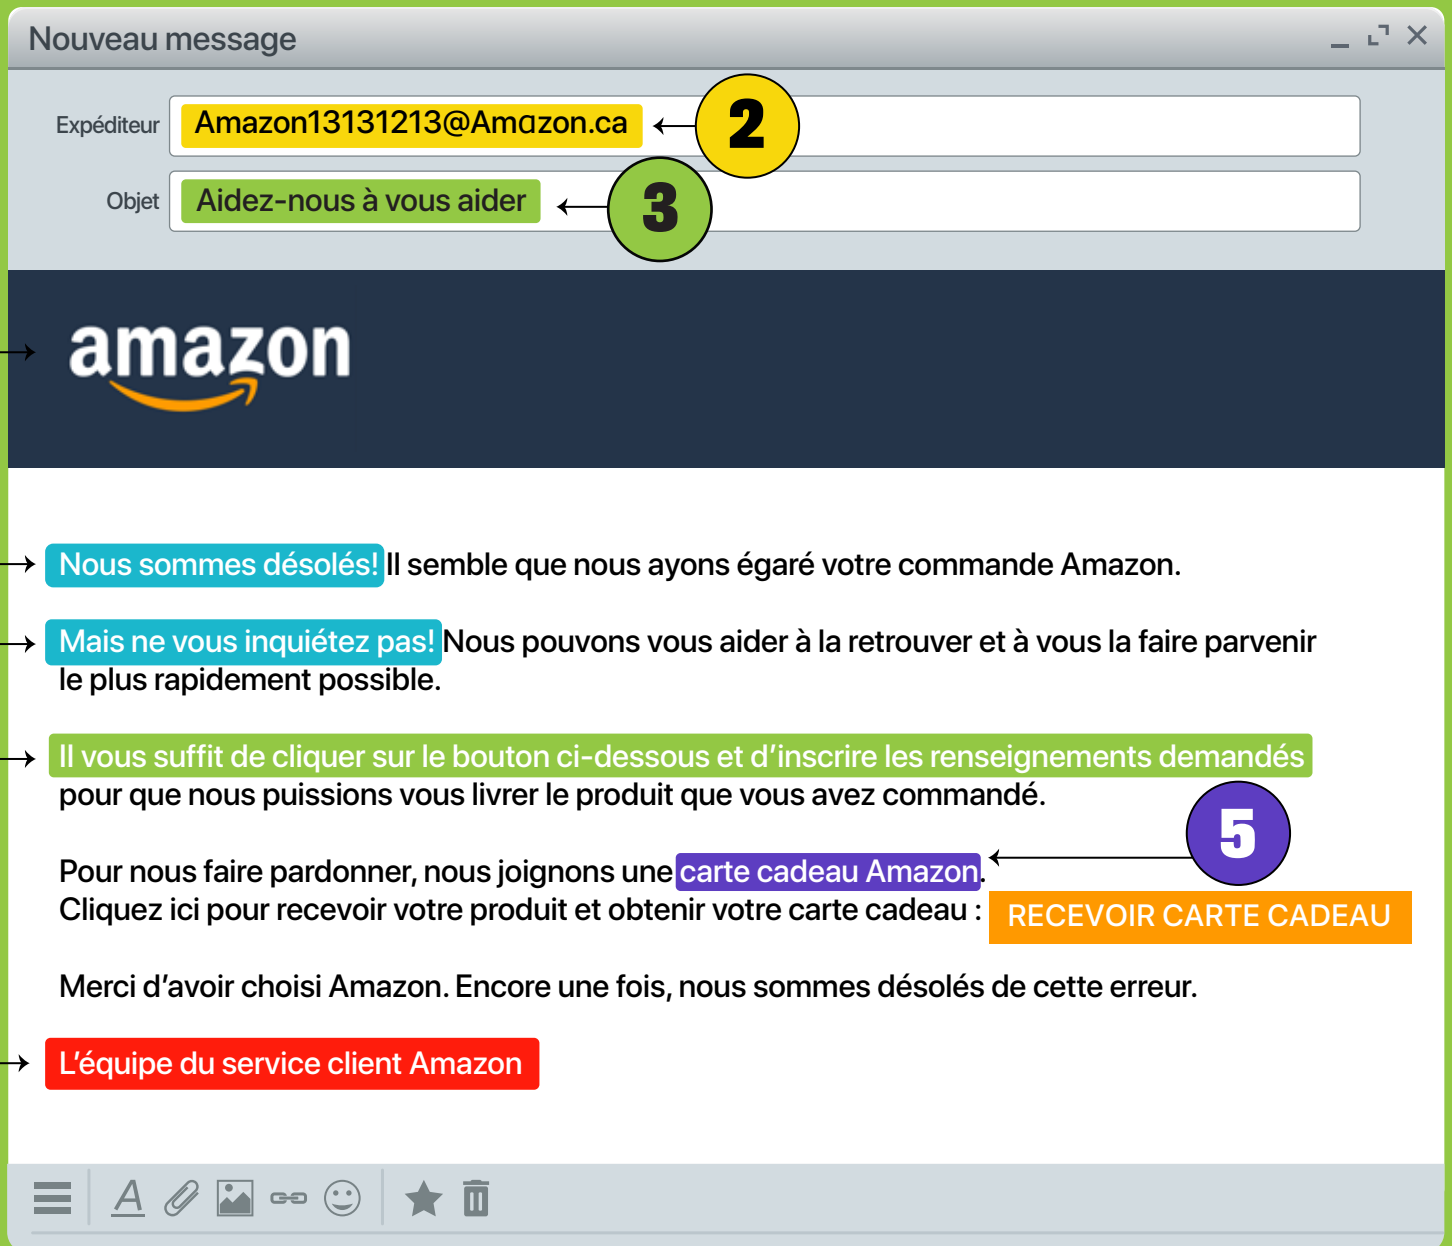 Nouveau message
Expéditeur Amazon13131213@Amɑzon.ca 2
Objet Aidez-nous à vous aider 3
amazon
Nous sommes désolés! Il semble que nous ayons égaré votre commande Amazon.
Mais ne vous inquiétez pas! Nous pouvons vous aider à la retrouver et à vous la faire parvenir
le plus rapidement possible.
Il vous suffit de cliquer sur le bouton ci-dessous et d’inscrire les renseignements demandés
pour que nous puissions vous livrer le produit que vous avez commandé.
5
Pour nous faire pardonner, nous joignons une carte cadeau Amazon.
Cliquez ici pour recevoir votre produit et obtenir votre carte cadeau : RECEVOIR CARTE CADEAU
Merci d’avoir choisi Amazon. Encore une fois, nous sommes désolés de cette erreur.
L’équipe du service client Amazon
A